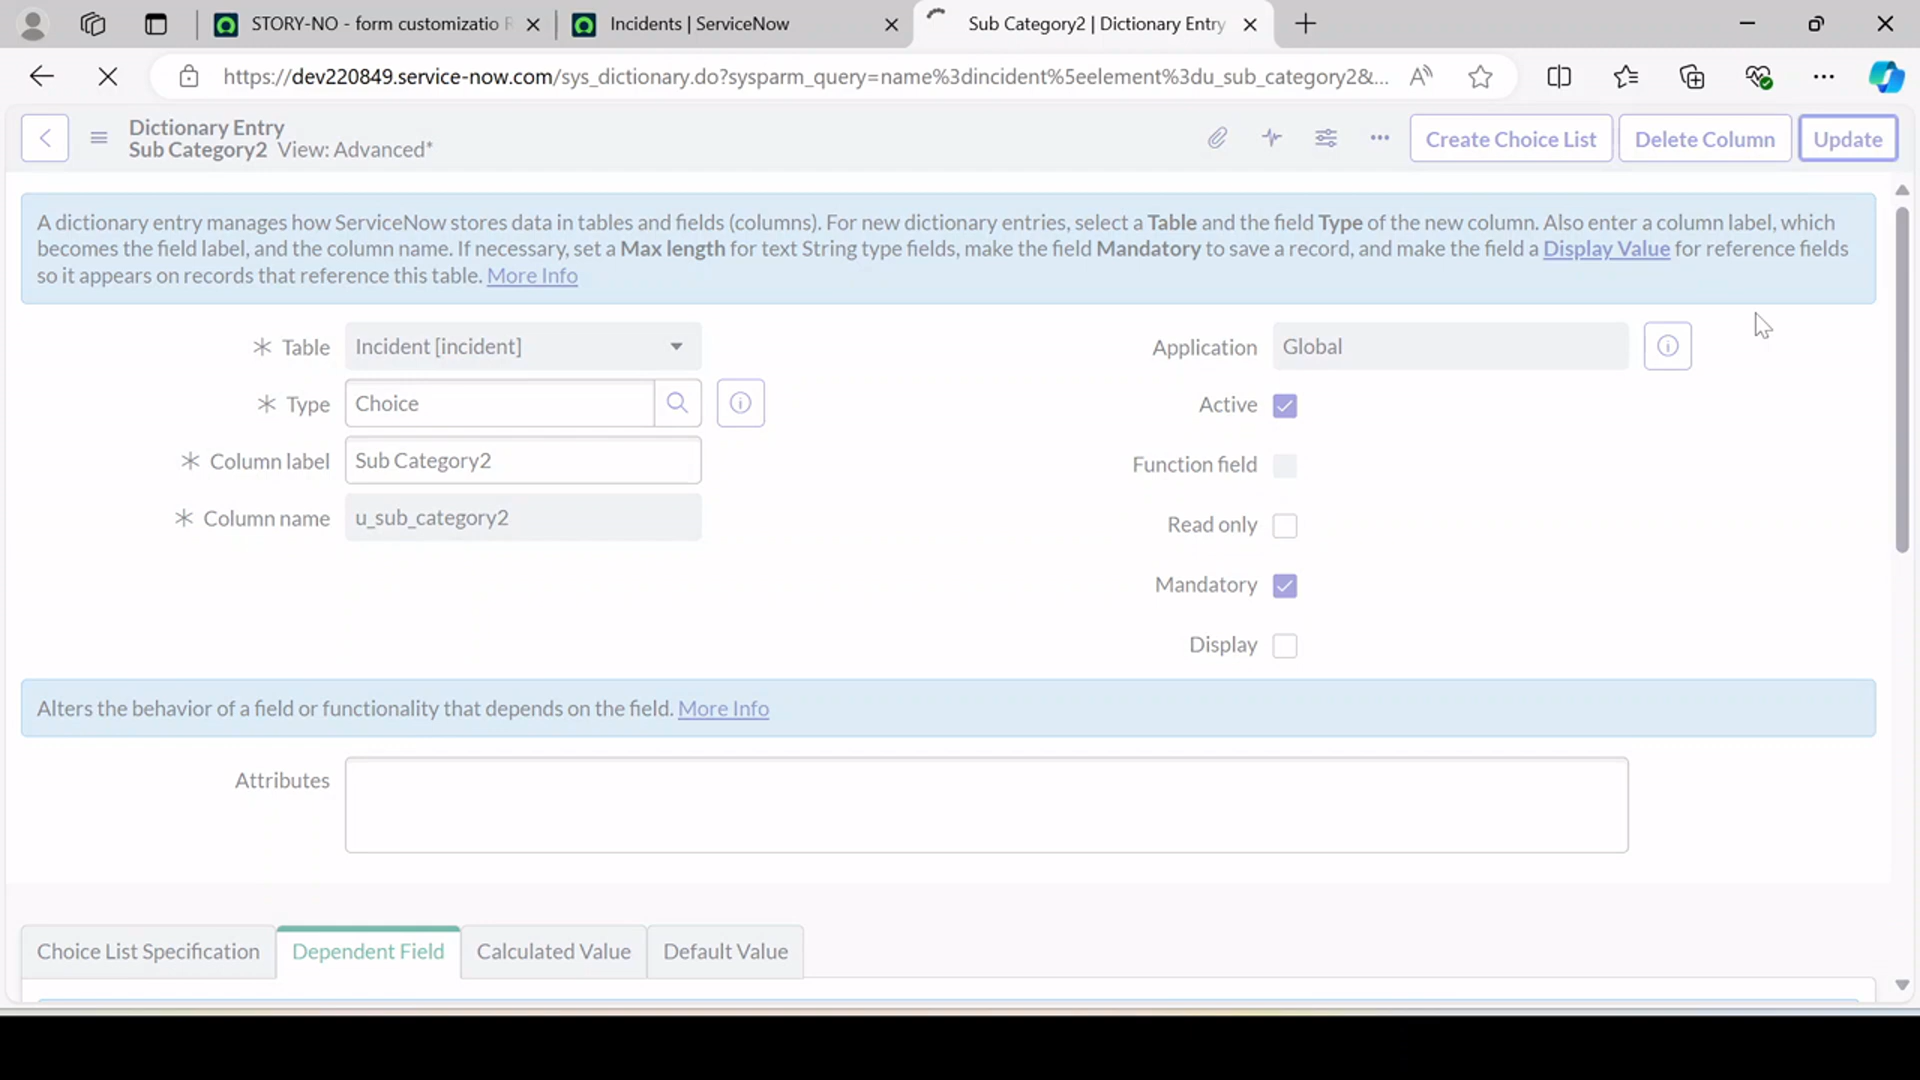 STORY-NO - form customizatio
Incidents | ServiceNow
Sub Category2 | Dictionary Entry
https://dev220849.service-now.com/sys_dictionary.do?sysparm_query=name%3dincident%5eelement%3du_sub_category2&...
Dictionary Entry
Sub Category2 View: Advanced*
Create Choice List
Delete Column
Update
A dictionary entry manages how ServiceNow stores data in tables and fields (columns). For new dictionary entries, select a Table and the field Type of the new column. Also enter a column label, which
becomes the field label, and the column name. If necessary, set a Max length for text String type fields, make the field Mandatory to save a record, and make the field a Display Value for reference fields
so it appears on records that reference this table. More Info
Table Incident [incident]
Application Global
Type Choice
Active
Column label Sub Category2
Function field
Column name u_sub_category2
Read only
Mandatory
Display
Alters the behavior of a field or functionality that depends on the field. More Info
Attributes
Choice List Specification Dependent Field Calculated Value Default Value